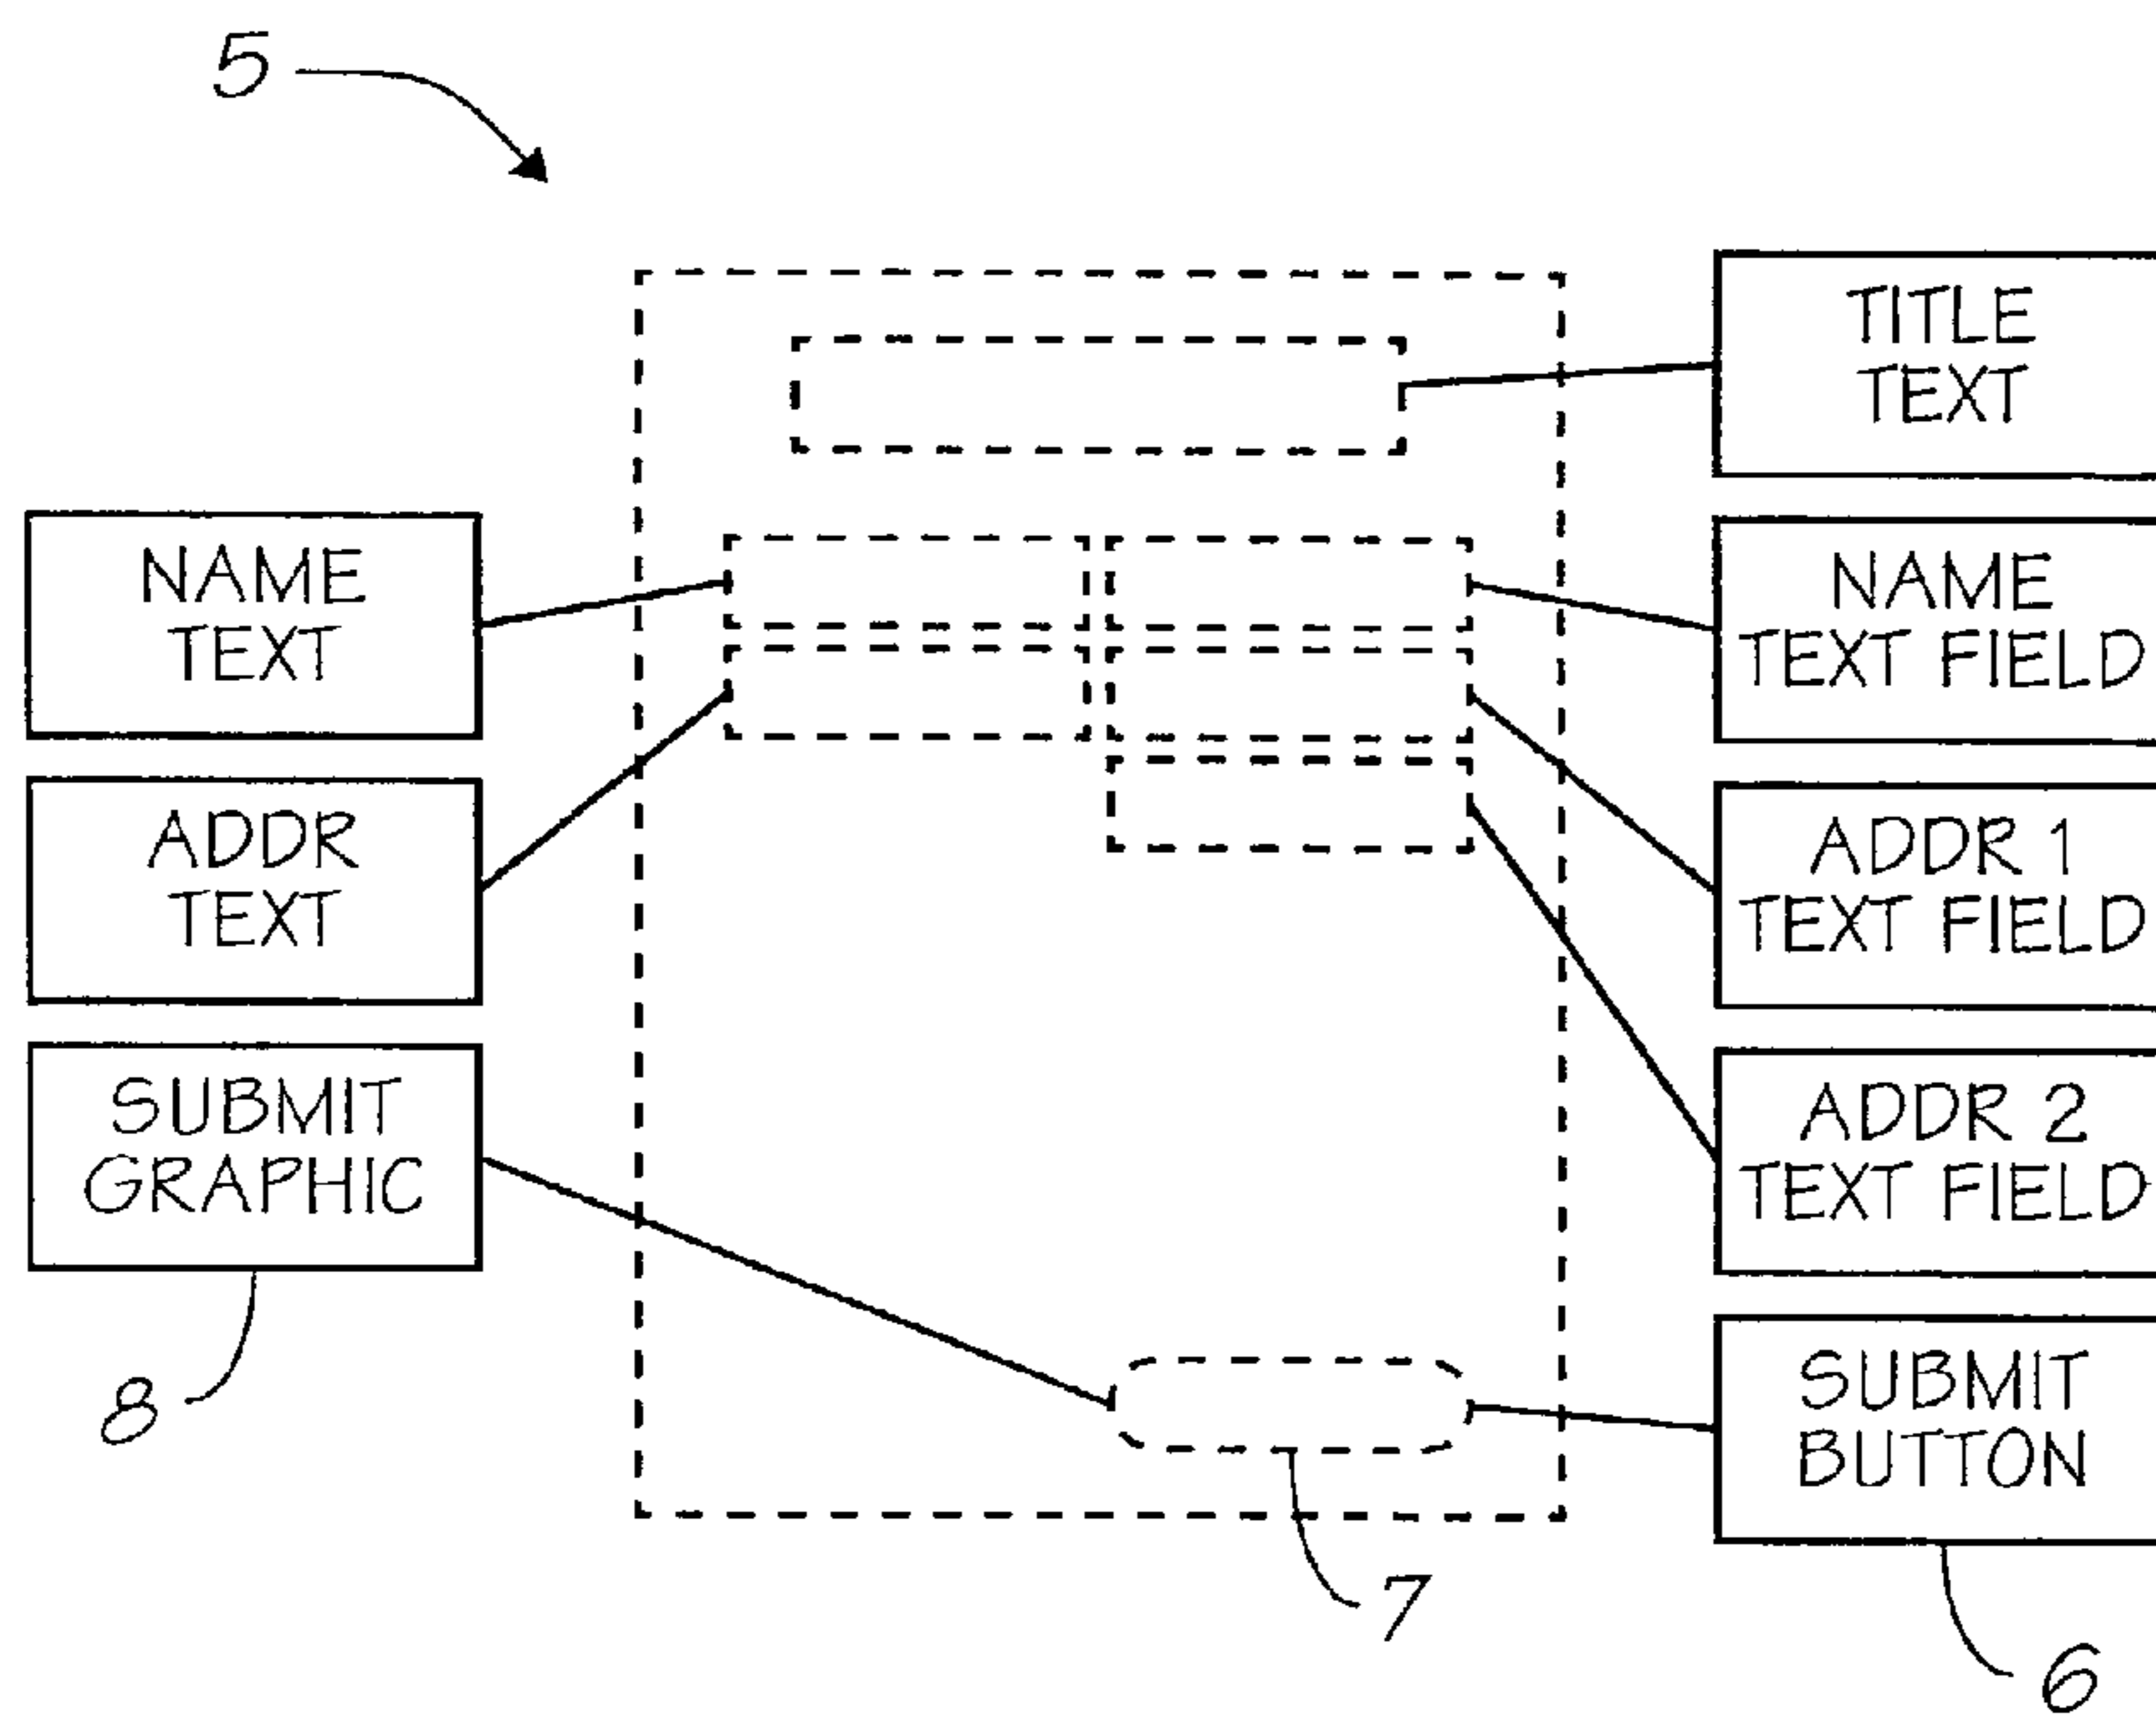 5
TITLE
TEXT
NAME
TEXT
NAME
TEXT FIELD
ADDR
TEXT
ADDR 1
TEXT FIELD
SUBMIT
GRAPHIC
ADDR 2
TEXT FIELD
SUBMIT
BUTTON
8
7
6